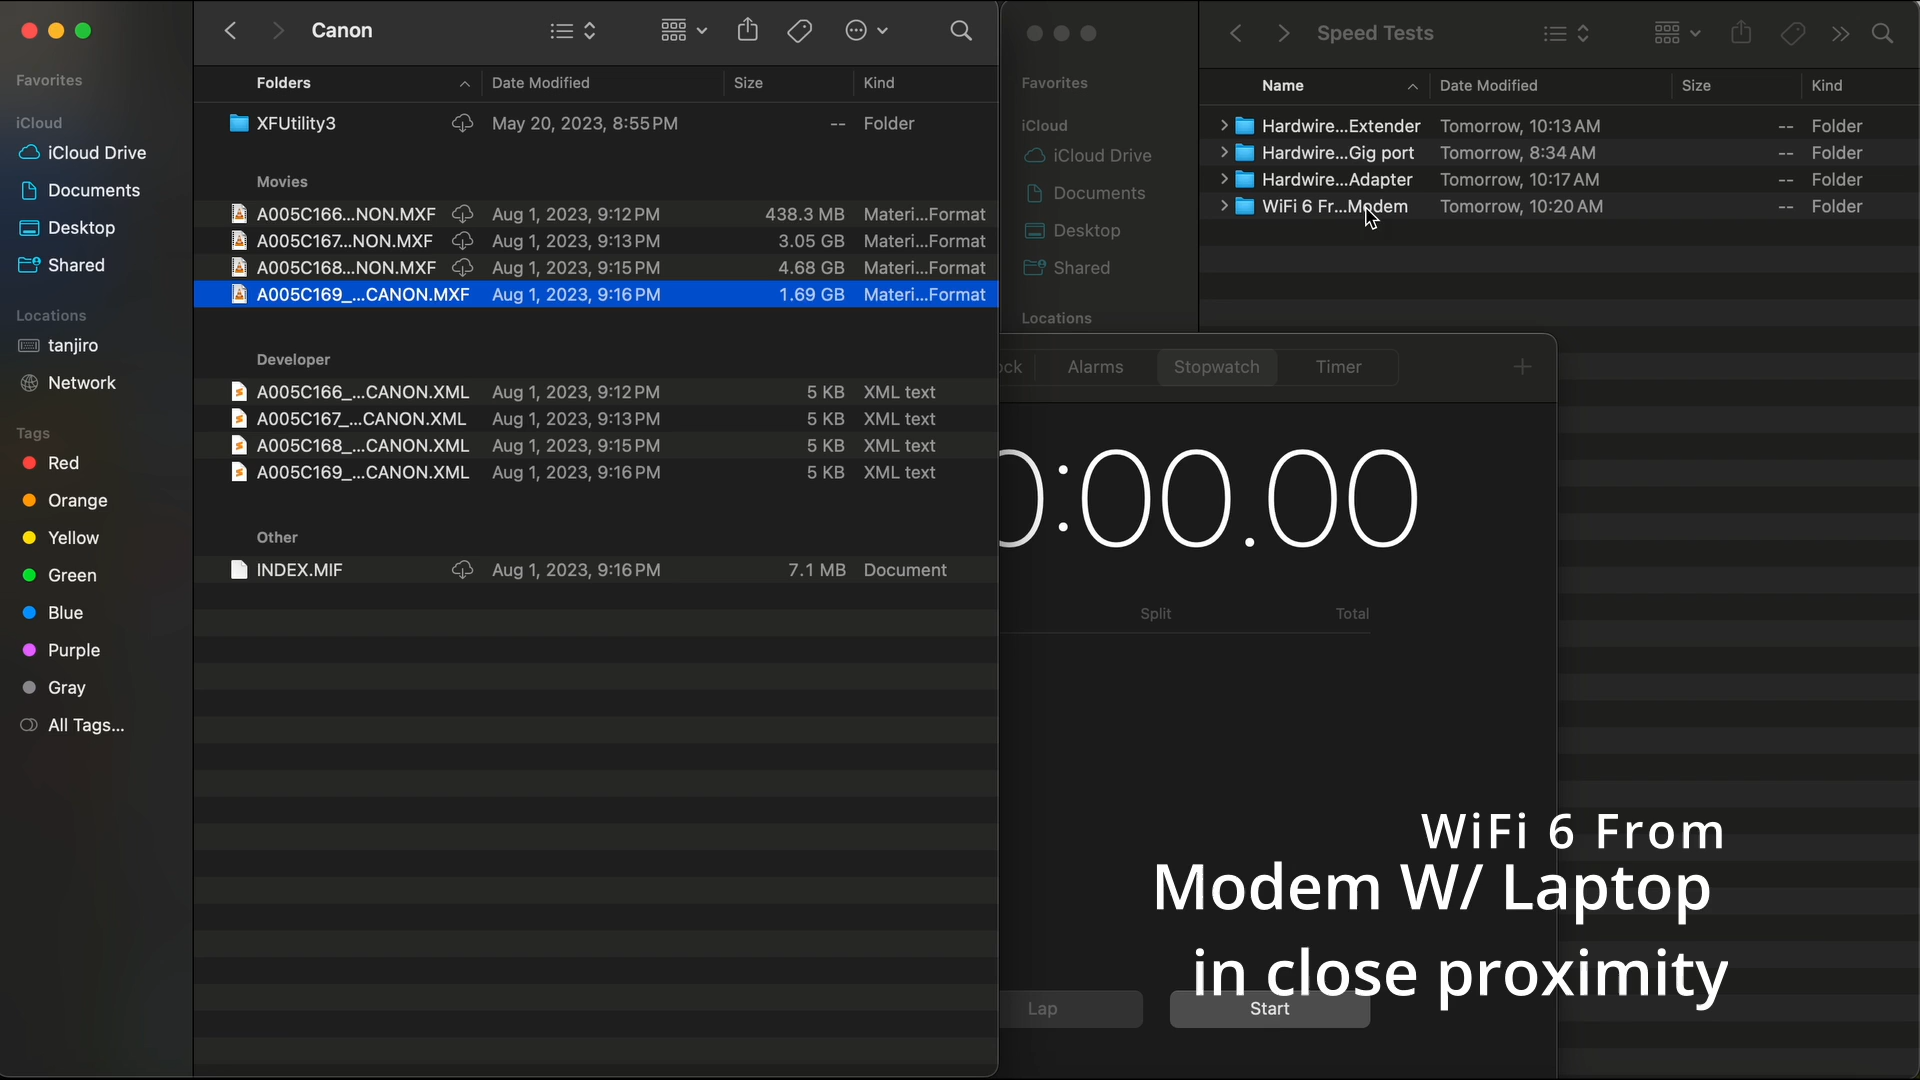 Canon
Favorites
iCloud
iCloud Drive
Documents
Desktop
Shared
Locations
tanjiro
Network
Tags
Red
Orange
Yellow
Green
Blue
Purple
Gray
All Tags...
Folders Date Modified Size Kind
XFUtility3 May 20, 2023, 8:55 PM -- Folder
Movies
A005C166...NON.MXF Aug 1, 2023, 9:12 PM 438.3 MB Materi...Format
A005C167...NON.MXF Aug 1, 2023, 9:13 PM 3.05 GB Materi...Format
A005C168...NON.MXF Aug 1, 2023, 9:15 PM 4.68 GB Materi...Format
A005C169_...CANON.MXF Aug 1, 2023, 9:16 PM 1.69 GB Materi...Format
Developer
A005C166_...CANON.XML Aug 1, 2023, 9:12 PM 5 KB XML text
A005C167_...CANON.XML Aug 1, 2023, 9:13 PM 5 KB XML text
A005C168_...CANON.XML Aug 1, 2023, 9:15 PM 5 KB XML text
A005C169_...CANON.XML Aug 1, 2023, 9:16 PM 5 KB XML text
Other
INDEX.MIF Aug 1, 2023, 9:16 PM 7.1 MB Document
Speed Tests
Favorites
iCloud
iCloud Drive
Documents
Desktop
Shared
Locations
Name Date Modified Size Kind
Hardwire...Extender Tomorrow, 10:13 AM -- Folder
Hardwire...Gig port Tomorrow, 8:34 AM -- Folder
Hardwire...Adapter Tomorrow, 10:17 AM -- Folder
WiFi 6 Fr...Modem Tomorrow, 10:20 AM -- Folder
ock Alarms Stopwatch Timer
0:00.00
Split Total
Lap Start
WiFi 6 From
Modem W/ Laptop
in close proximity